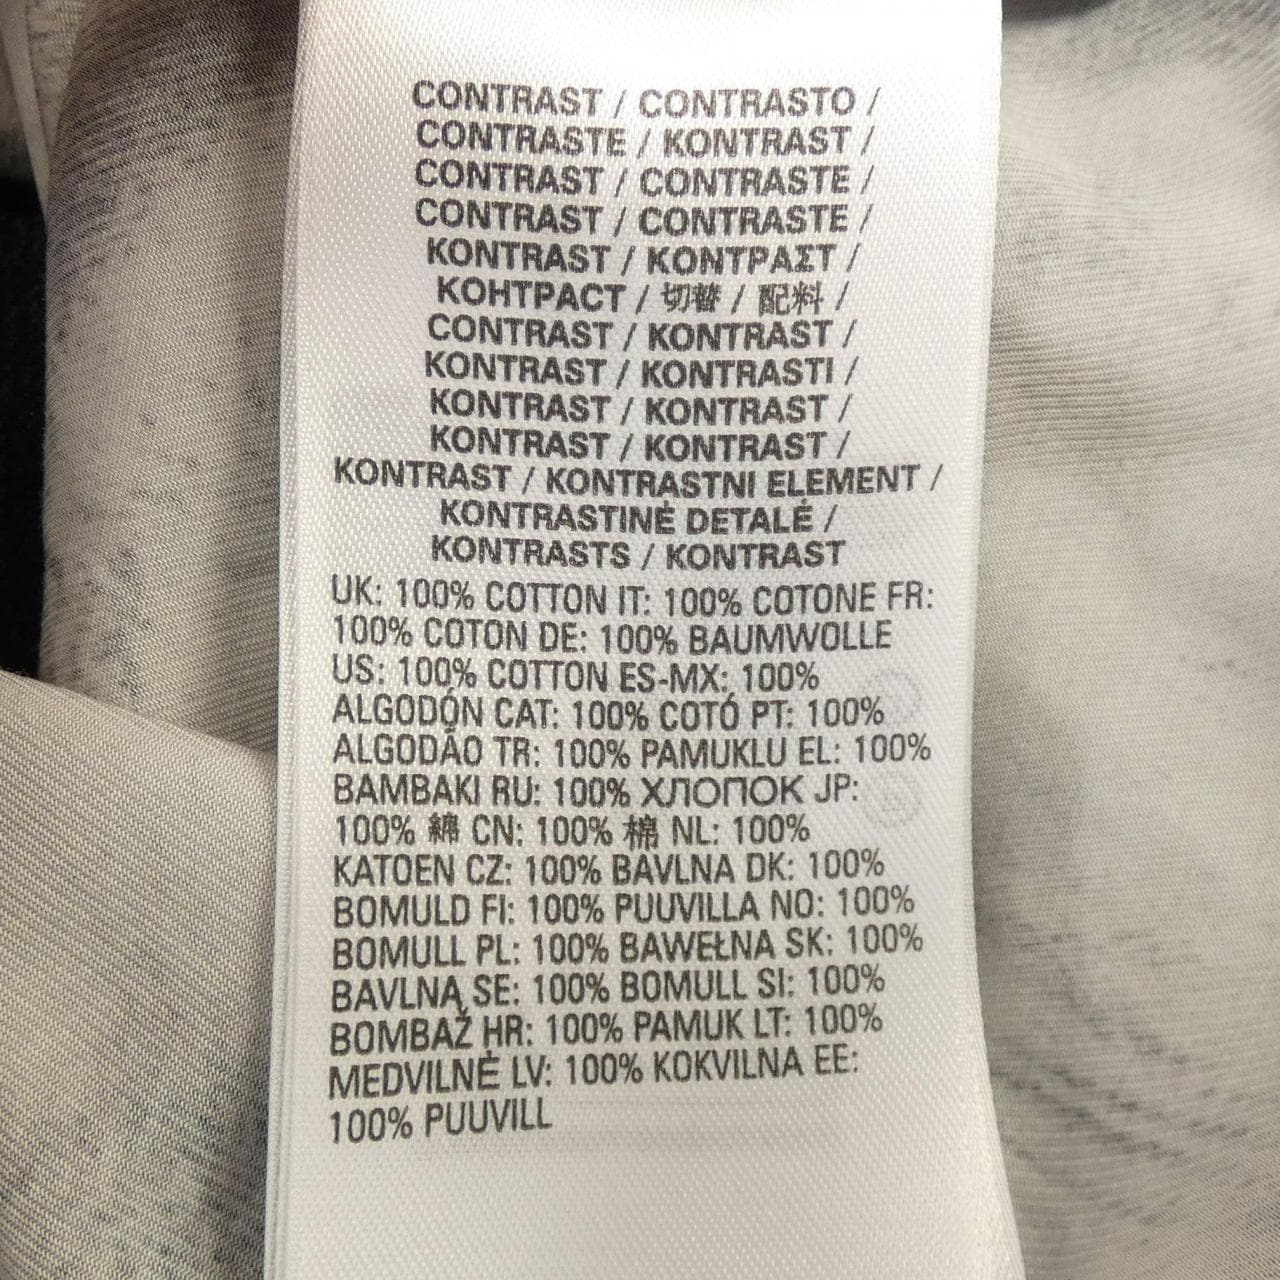 CONTRAST / CONTRASTO /
CONTRASTE / KONTRAST /
CONTRAST / CONTRASTE /
CONTRAST / CONTRASTE /
KONTRAST / ΚΟΝΤΡΑΣΤ /
КОНТРАСТ / 切替 / 配料 /
CONTRAST / KONTRAST /
KONTRAST / KONTRASTI /
KONTRAST / KONTRAST /
KONTRAST / KONTRAST /
KONTRAST / KONTRASTNI ELEMENT /
KONTRASTINĖ DETALĖ /
KONTRASTS / KONTRAST
UK: 100% COTTON IT: 100% COTONE FR:
100% COTON DE: 100% BAUMWOLLE
US: 100% COTTON ES-MX: 100%
ALGODÓN CAT: 100% COTÓ PT: 100%
ALGODÃO TR: 100% PAMUKLU EL: 100%
ΒΑΜΒΑΚΙ RU: 100% ХЛОПОК JP:
100% 綿 CN: 100% 棉 NL: 100%
KATOEN CZ: 100% BAVLNA DK: 100%
BOMULD FI: 100% PUUVILLA NO: 100%
BOMULL PL: 100% BAWEŁNA SK: 100%
BAVLNA SE: 100% BOMULL SI: 100%
BOMBAŽ HR: 100% PAMUK LT: 100%
MEDVILNĖ LV: 100% KOKVILNA EE:
100% PUUVILL